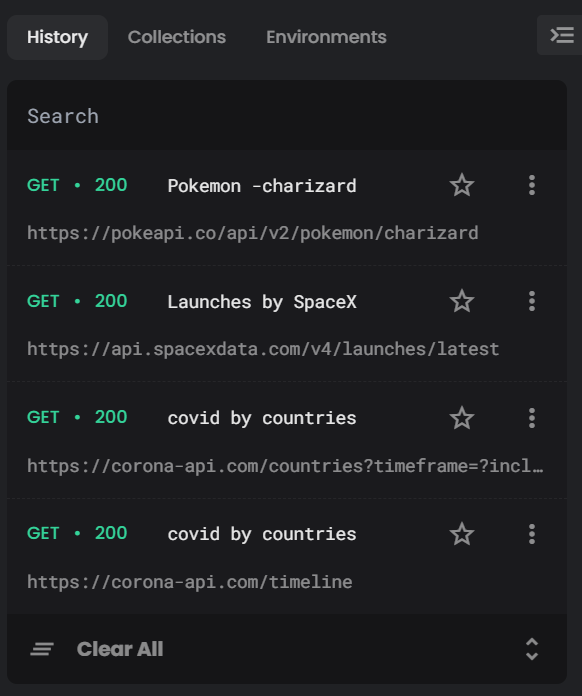 History Collections Environments
Search
GET • 200 Pokemon -charizard
https://pokeapi.co/api/v2/pokemon/charizard
GET • 200 Launches by SpaceX
https://api.spacexdata.com/v4/launches/latest
GET • 200 covid by countries
https://corona-api.com/countries?timeframe=?incl…
GET • 200 covid by countries
https://corona-api.com/timeline
Clear All